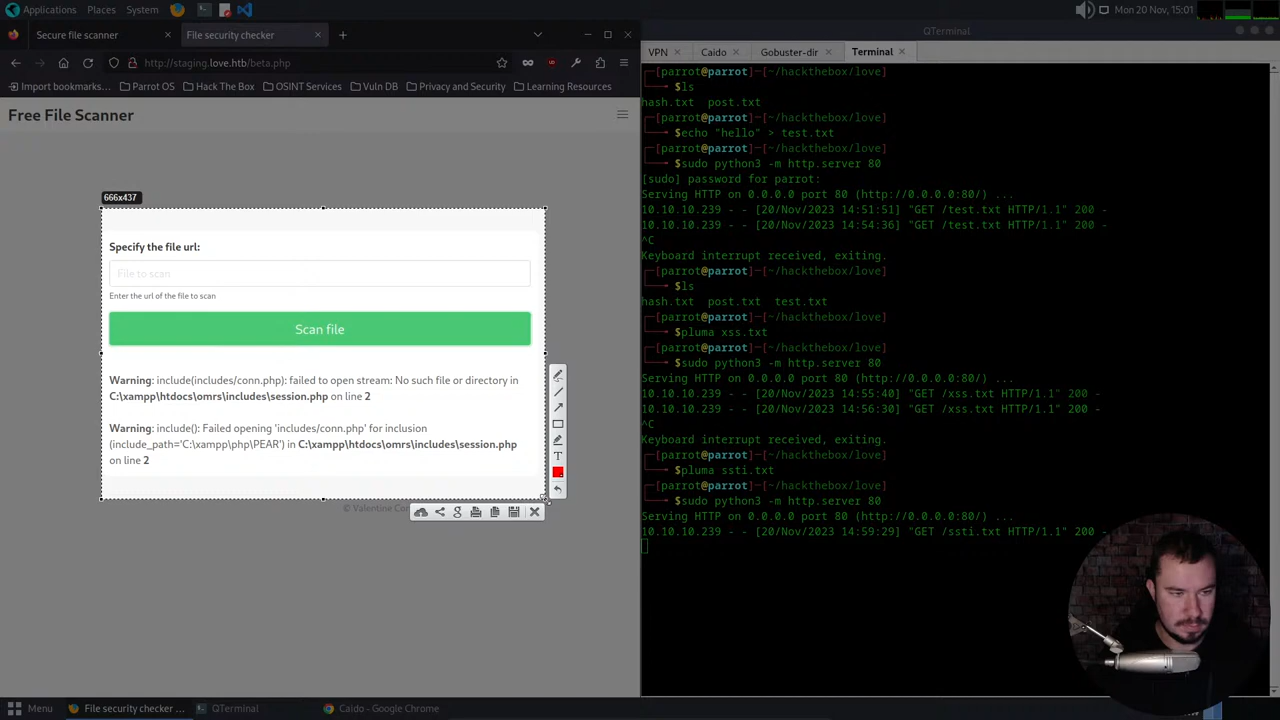 Applications Places System
Mon 20 Nov, 15:01
Secure file scanner
File security checker
http://staging.love.htb/beta.php
Import bookmarks... Parrot OS Hack The Box OSINT Services Vuln DB Privacy and Security Learning Resources
Free File Scanner
666x437
Specify the file url:
File to scan
Enter the url of the file to scan
Scan file
Warning: include(includes/conn.php): failed to open stream: No such file or directory in
C:\xampp\htdocs\omrs\includes\session.php on line 2
Warning: include(): Failed opening 'includes/conn.php' for inclusion
(include_path='C:\xampp\php\PEAR') in C:\xampp\htdocs\omrs\includes\session.php
on line 2
© Valentine
T
QTerminal
VPN Caido Gobuster-dir Terminal
┌─[parrot@parrot]─[~/hackthebox/love]
└──╼ $ls
hash.txt post.txt
┌─[parrot@parrot]─[~/hackthebox/love]
└──╼ $echo "hello" > test.txt
┌─[parrot@parrot]─[~/hackthebox/love]
└──╼ $sudo python3 -m http.server 80
[sudo] password for parrot:
Serving HTTP on 0.0.0.0 port 80 (http://0.0.0.0:80/) ...
10.10.10.239 - - [20/Nov/2023 14:51:51] "GET /test.txt HTTP/1.1" 200 -
10.10.10.239 - - [20/Nov/2023 14:54:36] "GET /test.txt HTTP/1.1" 200 -
^C
Keyboard interrupt received, exiting.
┌─[parrot@parrot]─[~/hackthebox/love]
└──╼ $ls
hash.txt post.txt test.txt
┌─[parrot@parrot]─[~/hackthebox/love]
└──╼ $pluma xss.txt
┌─[parrot@parrot]─[~/hackthebox/love]
└──╼ $sudo python3 -m http.server 80
Serving HTTP on 0.0.0.0 port 80 (http://0.0.0.0:80/) ...
10.10.10.239 - - [20/Nov/2023 14:55:40] "GET /xss.txt HTTP/1.1" 200 -
10.10.10.239 - - [20/Nov/2023 14:56:30] "GET /xss.txt HTTP/1.1" 200 -
^C
Keyboard interrupt received, exiting.
┌─[parrot@parrot]─[~/hackthebox/love]
└──╼ $pluma ssti.txt
┌─[parrot@parrot]─[~/hackthebox/love]
└──╼ $sudo python3 -m http.server 80
Serving HTTP on 0.0.0.0 port 80 (http://0.0.0.0:80/) ...
10.10.10.239 - - [20/Nov/2023 14:59:29] "GET /ssti.txt HTTP/1.1" 200 -
Menu File security checker ... QTerminal Caido - Google Chrome